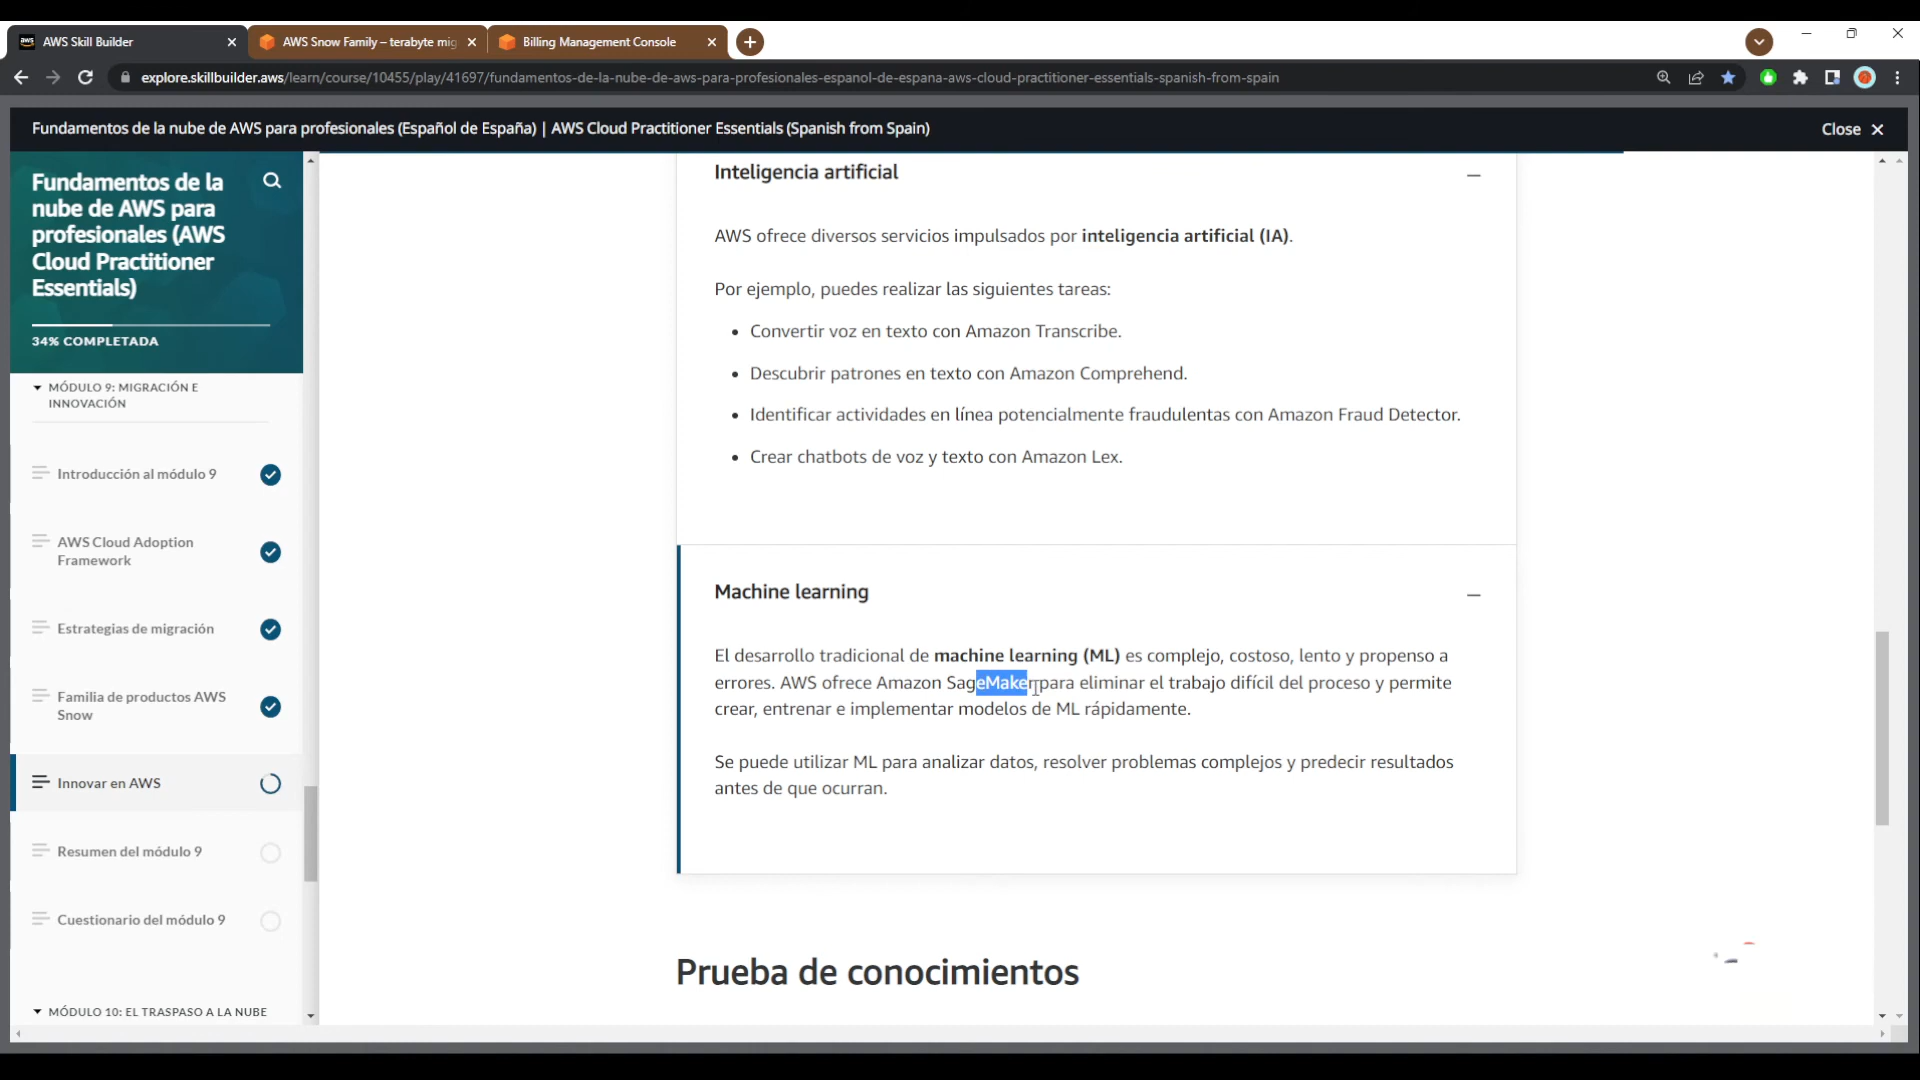 AWS Skill Builder
AWS Snow Family – terabyte mig
Billing Management Console
explore.skillbuilder.aws/learn/course/10455/play/41697/fundamentos-de-la-nube-de-aws-para-profesionales-espanol-de-espana-aws-cloud-practitioner-essentials-spanish-from-spain
Fundamentos de la nube de AWS para profesionales (Español de España) | AWS Cloud Practitioner Essentials (Spanish from Spain)
Close
Fundamentos de la
nube de AWS para
profesionales (AWS
Cloud Practitioner
Essentials)
34% COMPLETADA
MÓDULO 9: MIGRACIÓN E
INNOVACIÓN
Introducción al módulo 9
AWS Cloud Adoption
Framework
Estrategias de migración
Familia de productos AWS
Snow
Innovar en AWS
Resumen del módulo 9
Cuestionario del módulo 9
MÓDULO 10: EL TRASPASO A LA NUBE
Inteligencia artificial
AWS ofrece diversos servicios impulsados por inteligencia artificial (IA).
Por ejemplo, puedes realizar las siguientes tareas:
• Convertir voz en texto con Amazon Transcribe.
• Descubrir patrones en texto con Amazon Comprehend.
• Identificar actividades en línea potencialmente fraudulentas con Amazon Fraud Detector.
• Crear chatbots de voz y texto con Amazon Lex.
Machine learning
El desarrollo tradicional de machine learning (ML) es complejo, costoso, lento y propenso a
errores. AWS ofrece Amazon SageMaker para eliminar el trabajo difícil del proceso y permite
crear, entrenar e implementar modelos de ML rápidamente.
Se puede utilizar ML para analizar datos, resolver problemas complejos y predecir resultados
antes de que ocurran.
Prueba de conocimientos